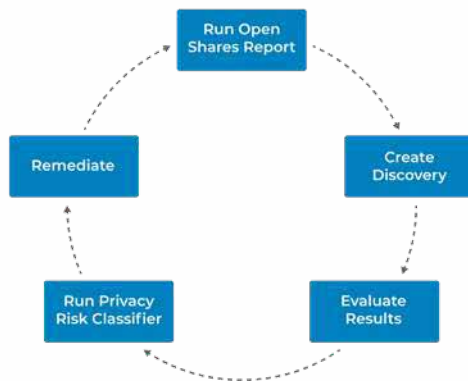 Run Open
Shares Report
Create
Discovery
Evaluate
Results
Run Privacy
Risk Classifier
Remediate